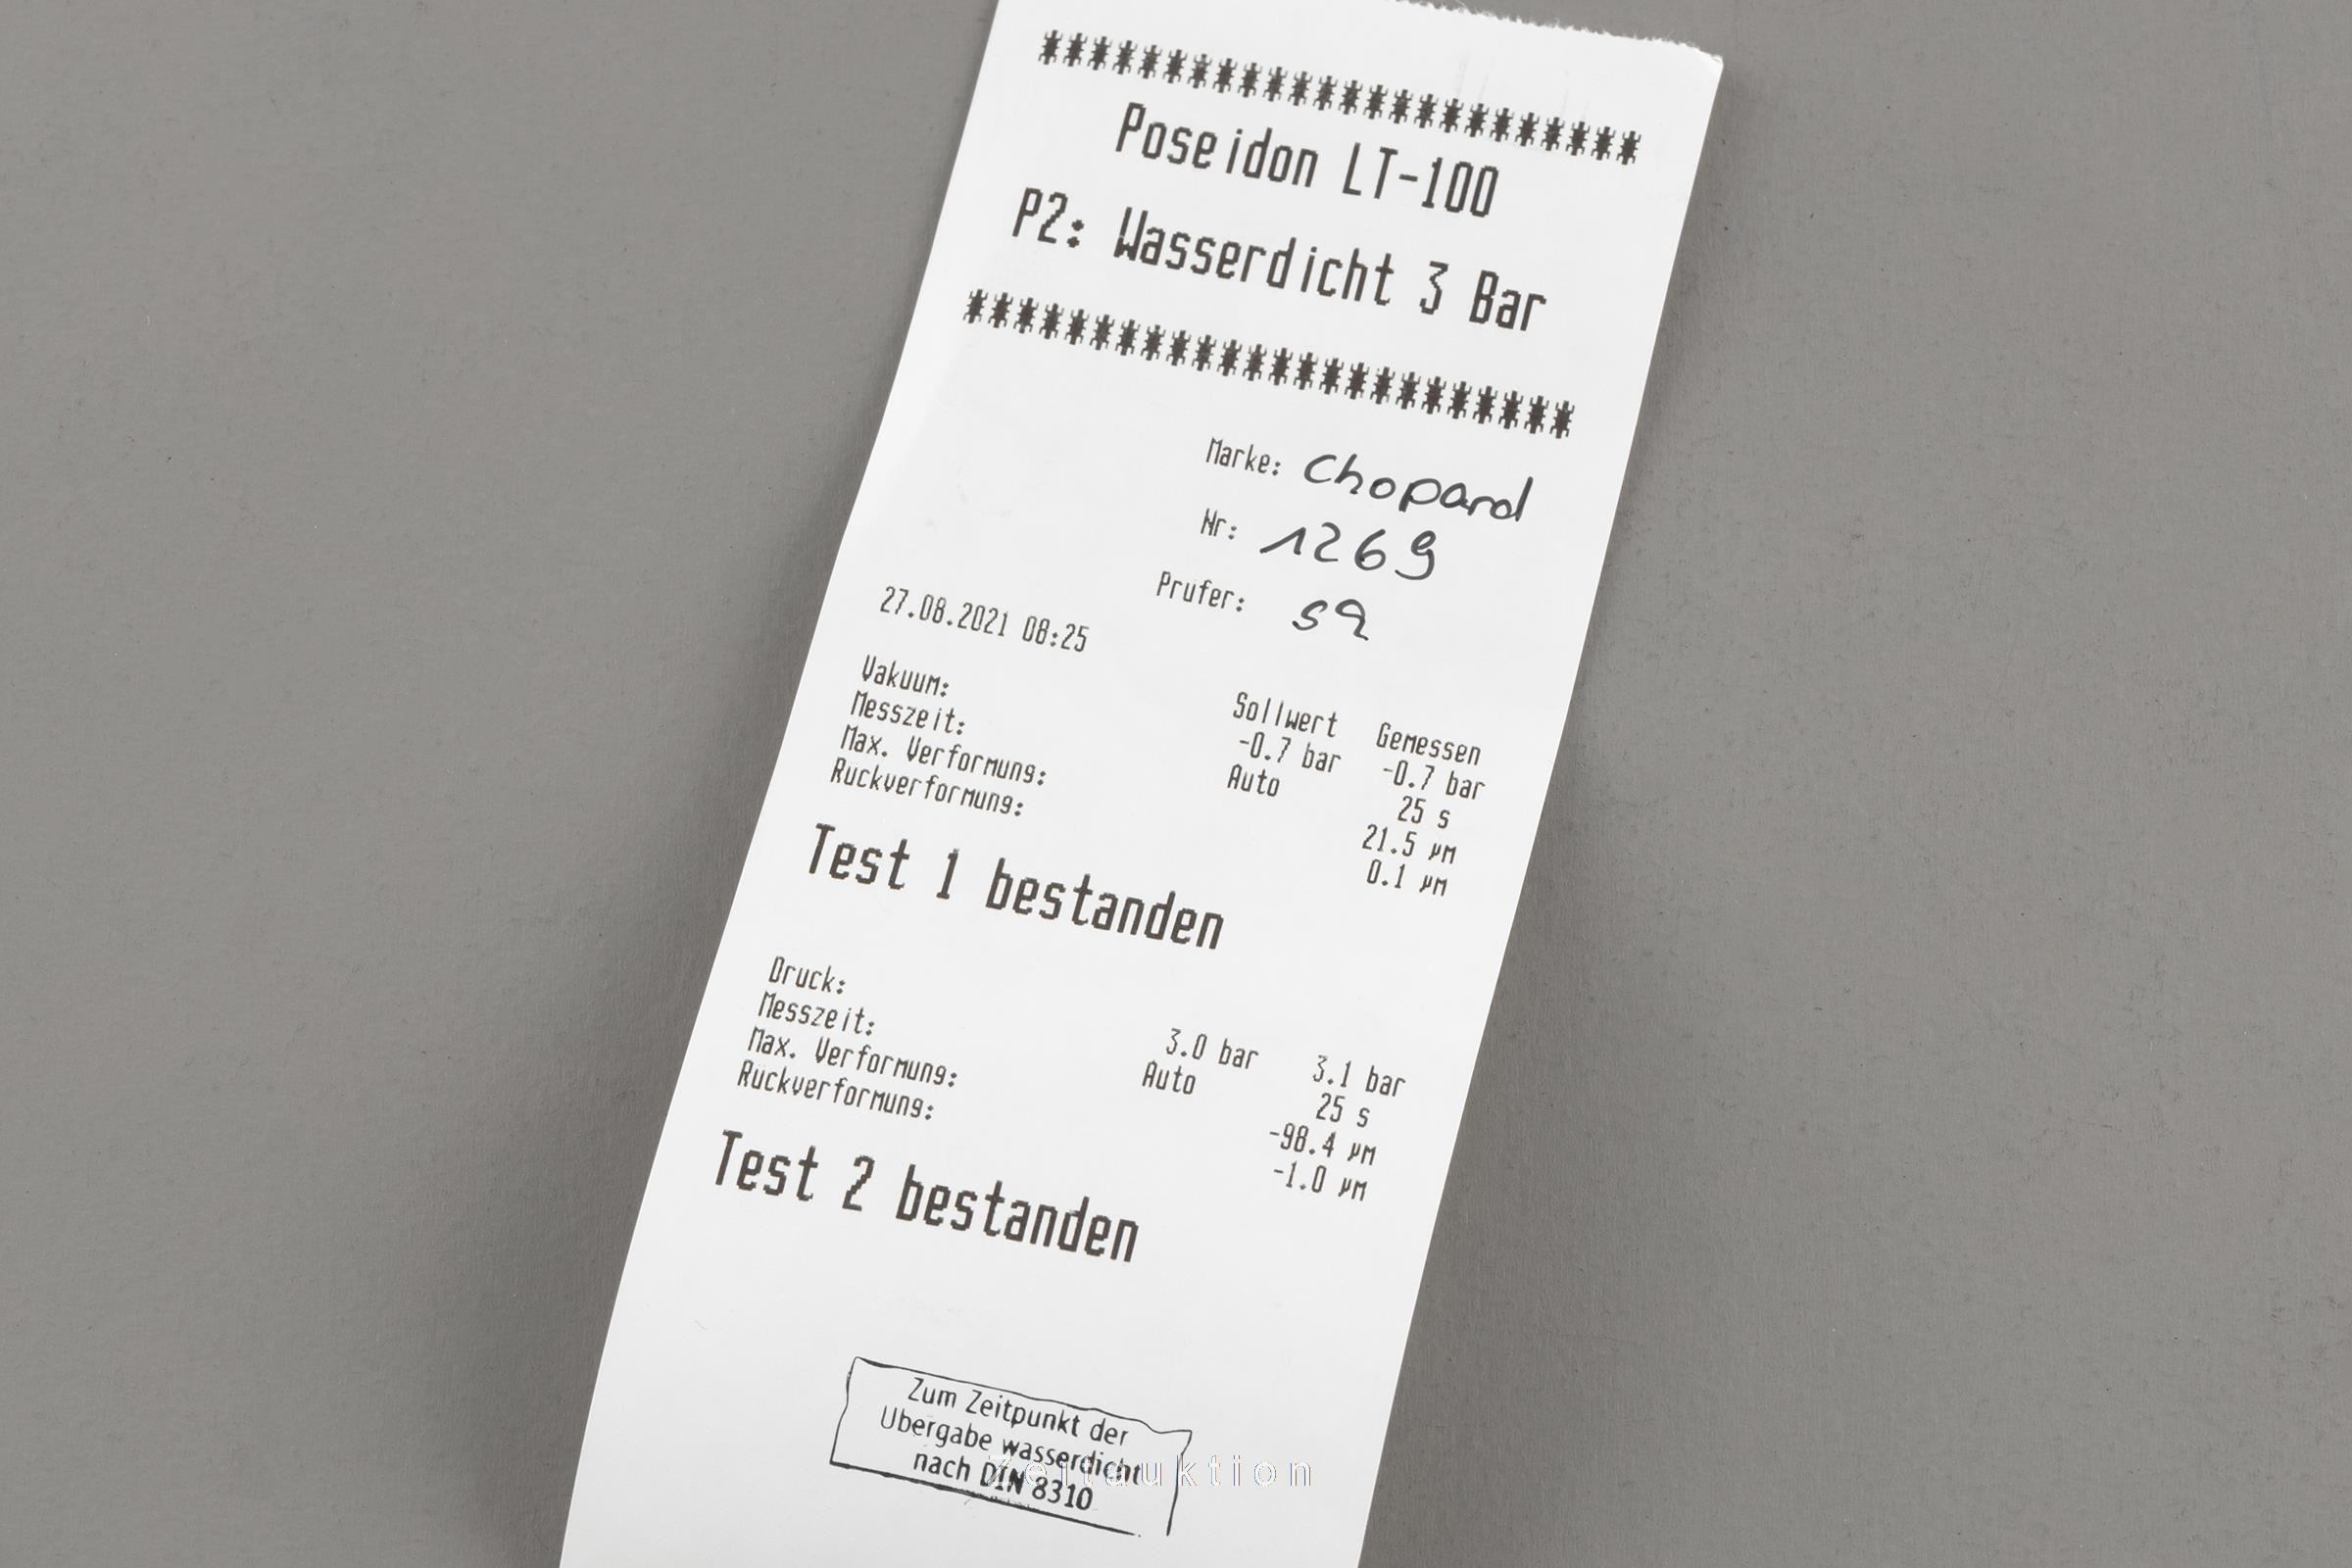 ************************
Poseidon LT-100
P2: Wasserdicht 3 Bar
************************
Marke: Chopard
Nr: 1269
Prufer: sa
27.08.2021 08:25
Sollwert Gemessen
Vakuum: -0.7 bar -0.7 bar
Messzeit: Auto 25 s
Max. Verformung: 21.5 µm
Ruckverformung: 0.1 µm
Test 1 bestanden
Druck: 3.0 bar 3.1 bar
Messzeit: Auto 25 s
Max. Verformung: -98.4 µm
Ruckverformung: -1.0 µm
Test 2 bestanden
Zum Zeitpunkt der
Übergabe wasserdicht
nach DIN 8310
Zeitauktion